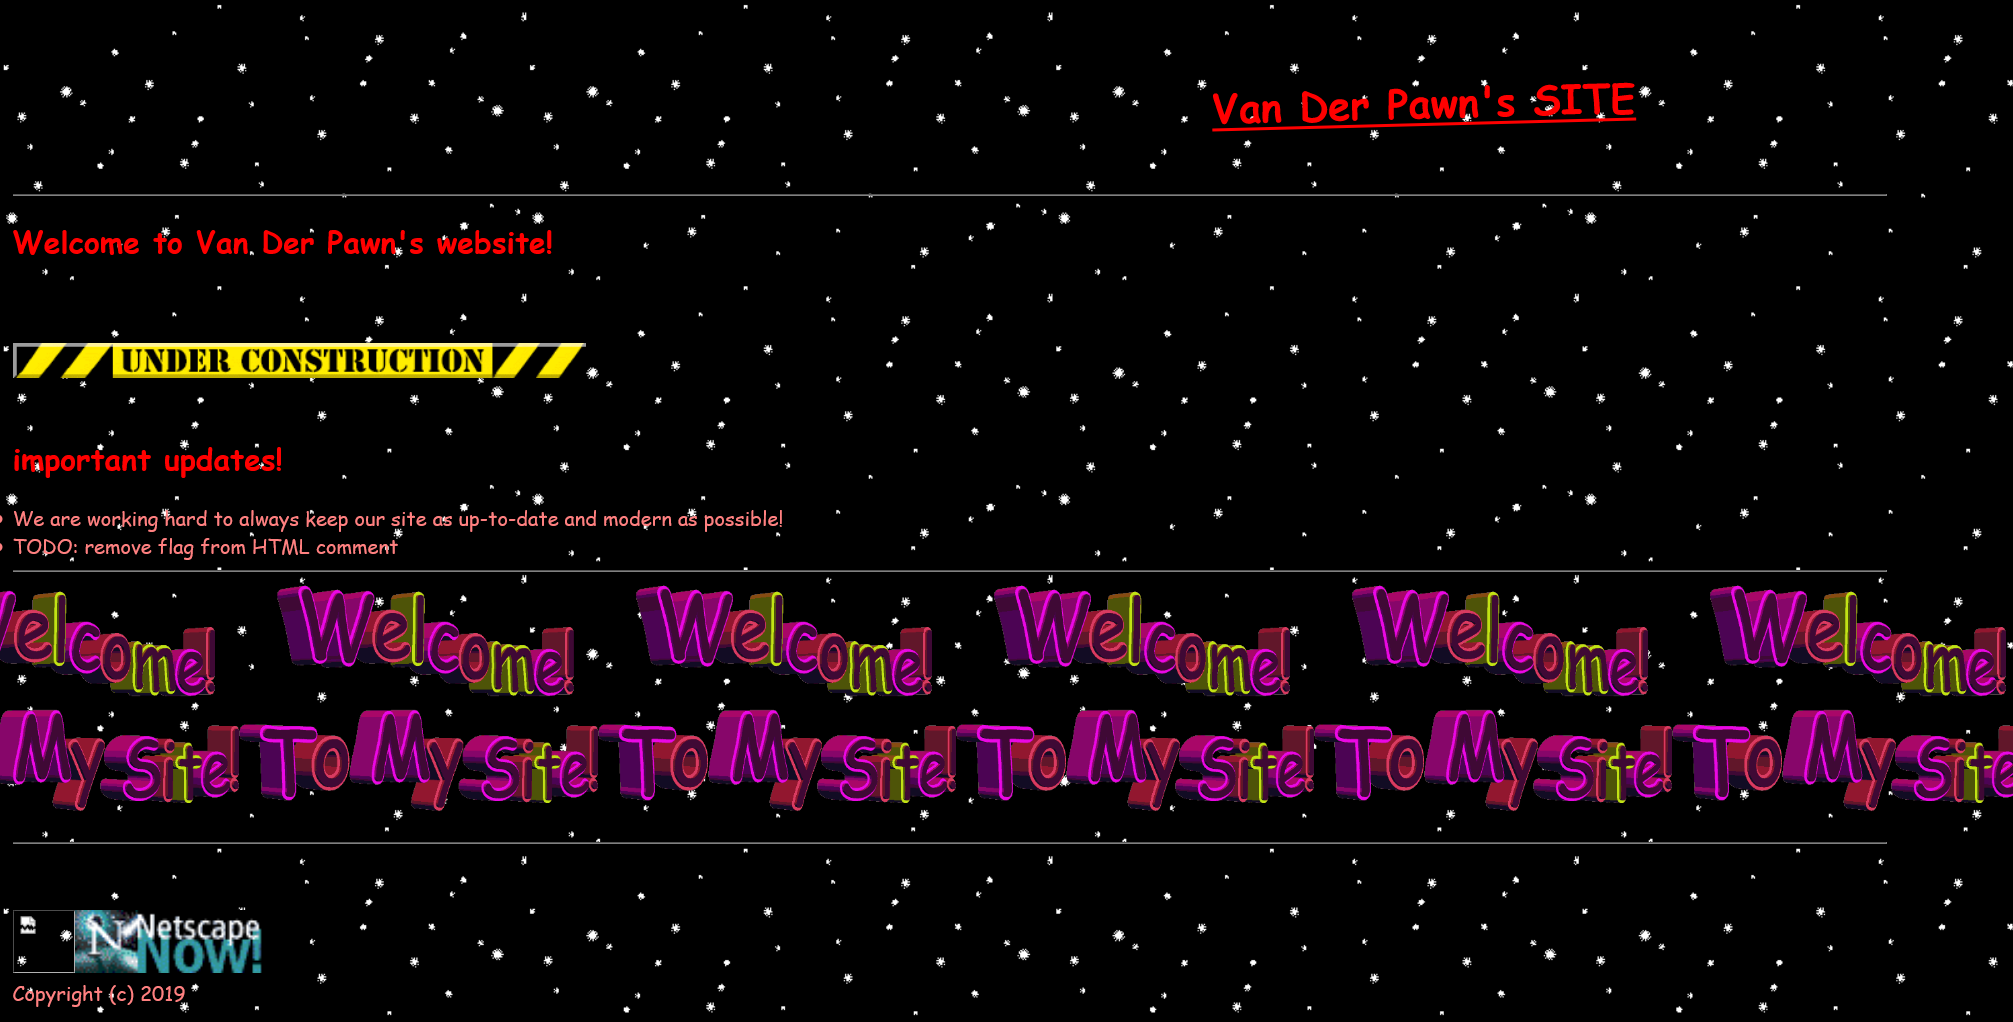 Van Der Pawn's SITE
Welcome to Van Der Pawn's website!
UNDER CONSTRUCTION
important updates!
We are working hard to always keep our site as up-to-date and modern as possible!
TODO: remove flag from HTML comment
Welcome! Welcome! Welcome! Welcome! Welcome! Welcome!
My Site! To My Site! To My Site! To My Site! To My Site! To My Site
N Netscape
Now!
Copyright (c) 2019